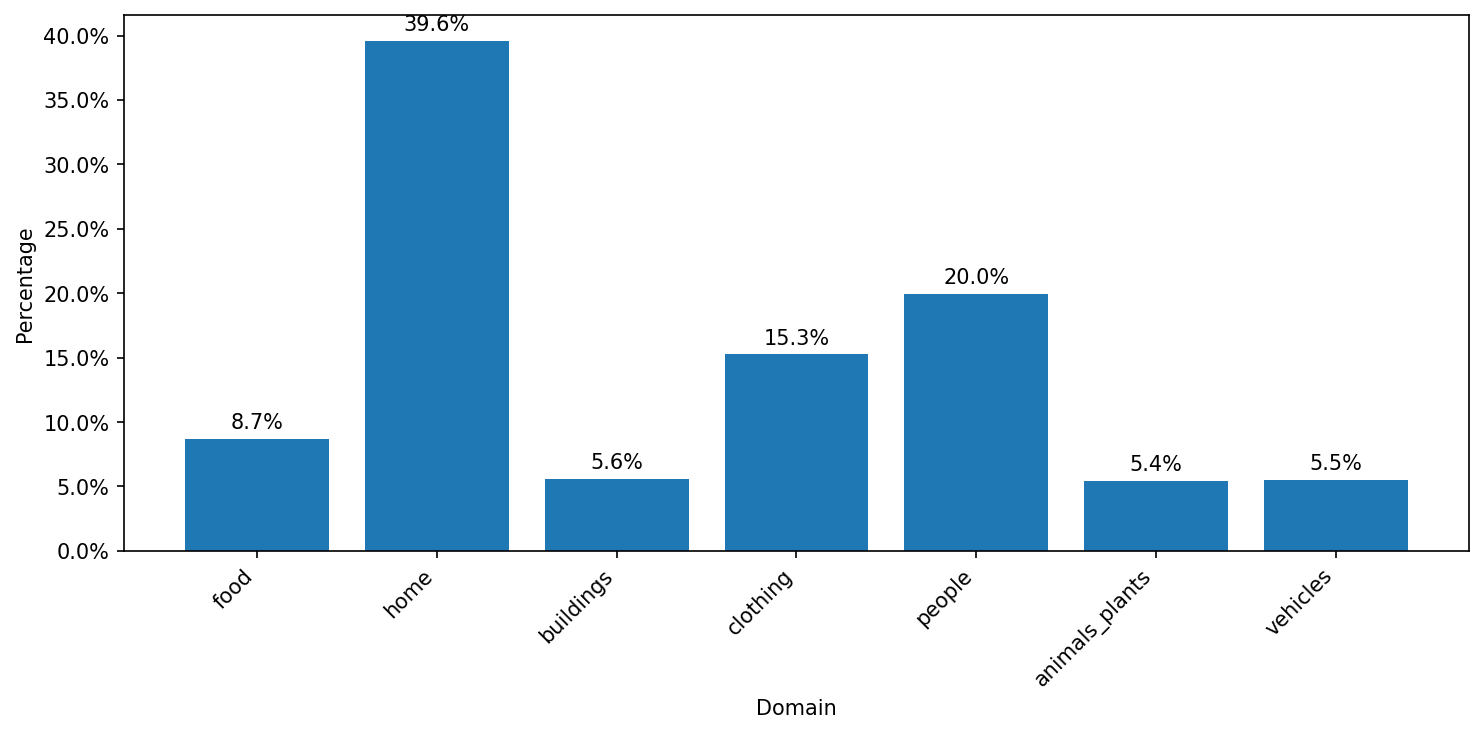 39.6%
40.0%
35.0%
30.0%
25.0%
20.0%
20.0%
15.3%
15.0%
10.0%
8.7%
5.6%
5.4%
5.5%
5.0%
0.0%
Percentage
food
home
buildings
clothing
people
animals_plants
vehicles
Domain